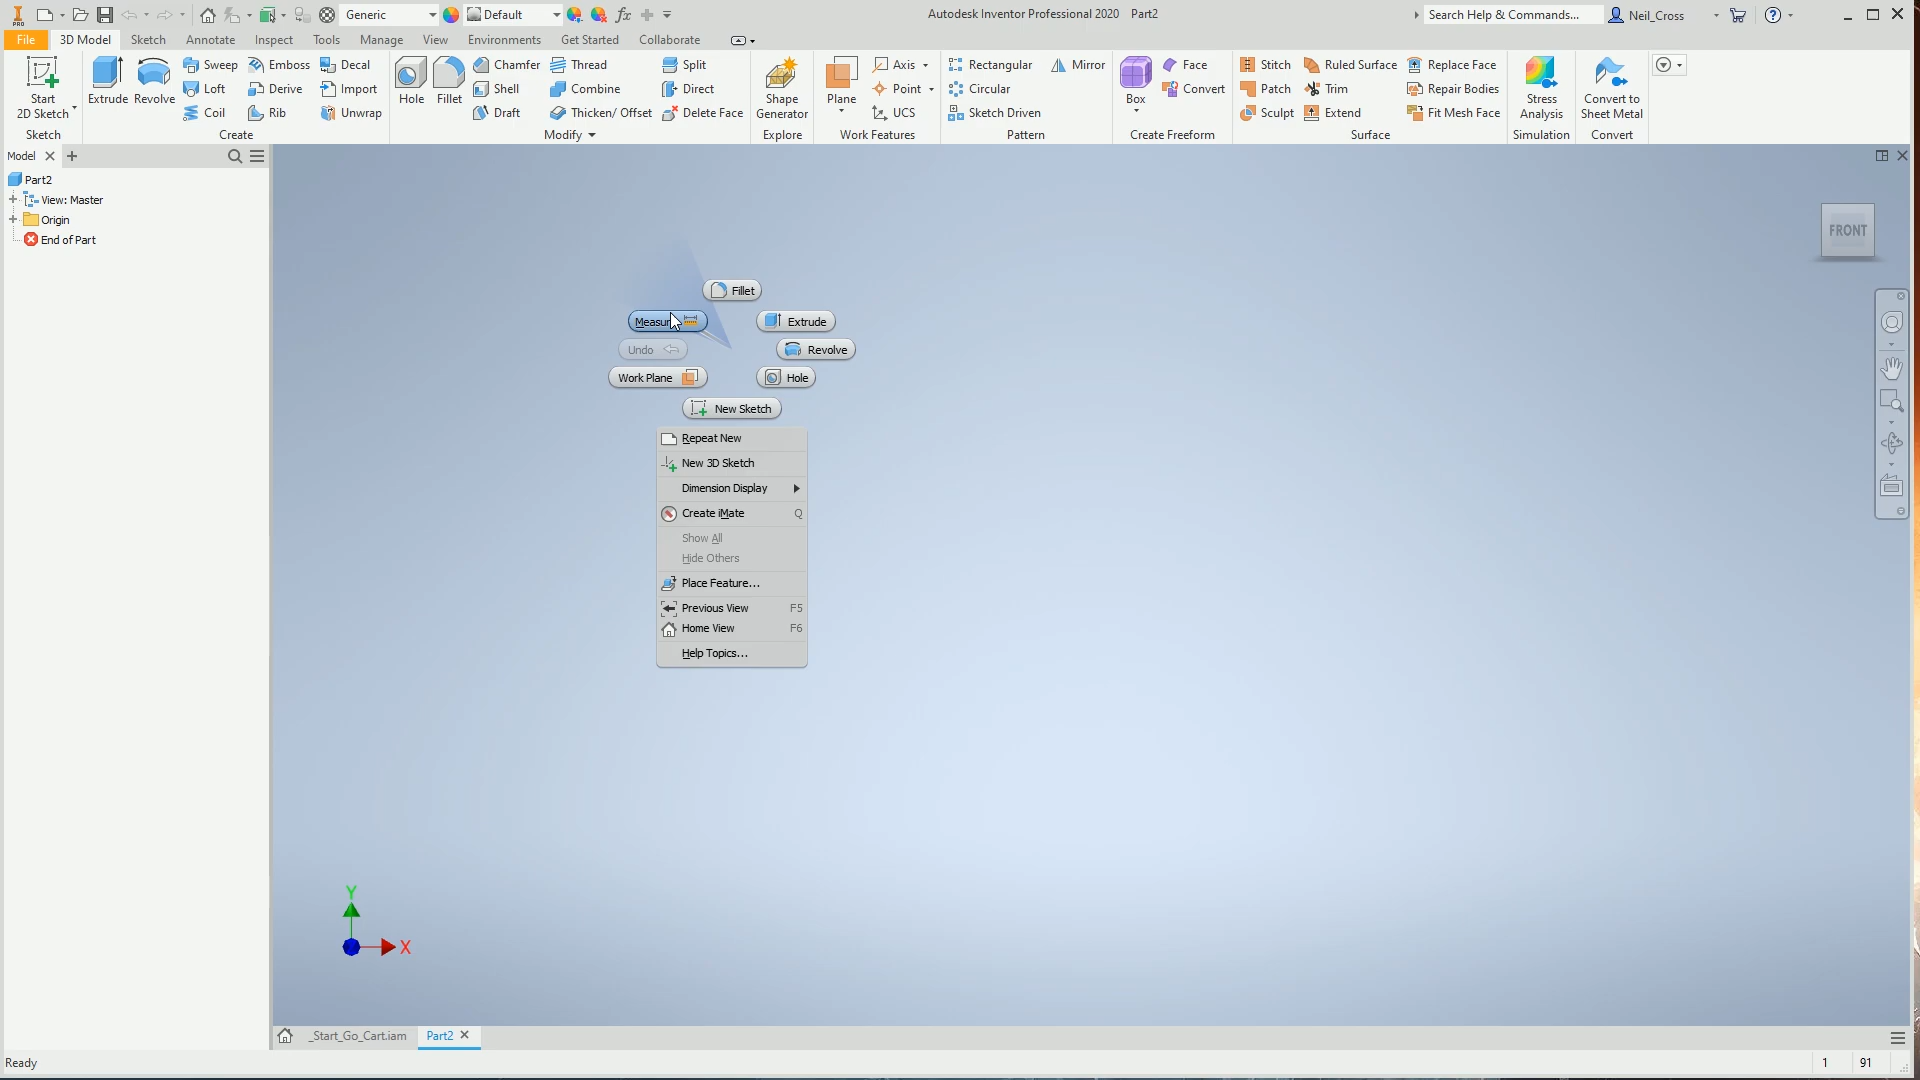 PRO
Generic
Default
fx
Autodesk Inventor Professional 2020 Part2
Search Help & Commands...
Neil_Cross
File
3D Model
Sketch
Annotate
Inspect
Tools
Manage
View
Environments
Get Started
Collaborate
Start
2D Sketch
Sketch
Extrude
Revolve
Sweep
Loft
Coil
Emboss
Derive
Rib
Decal
Import
Unwrap
Create
Hole
Fillet
Chamfer
Shell
Draft
Thread
Combine
Thicken/ Offset
Split
Direct
Delete Face
Modify
Shape
Generator
Explore
Plane
Axis
Point
UCS
Work Features
Rectangular
Circular
Sketch Driven
Mirror
Pattern
Box
Face
Convert
Create Freeform
Stitch
Patch
Sculpt
Ruled Surface
Trim
Extend
Replace Face
Repair Bodies
Fit Mesh Face
Surface
Stress
Analysis
Simulation
Convert to
Sheet Metal
Convert
Model
Part2
View: Master
Origin
End of Part
FRONT
Fillet
Extrude
Undo
Revolve
Work Plane
Hole
New Sketch
Repeat New
New 3D Sketch
Dimension Display
Create iMate Q
Show All
Hide Others
Place Feature...
Previous View F5
Home View F6
Help Topics...
Y
X
_Start_Go_Cart.iam
Part2
Ready
1
91